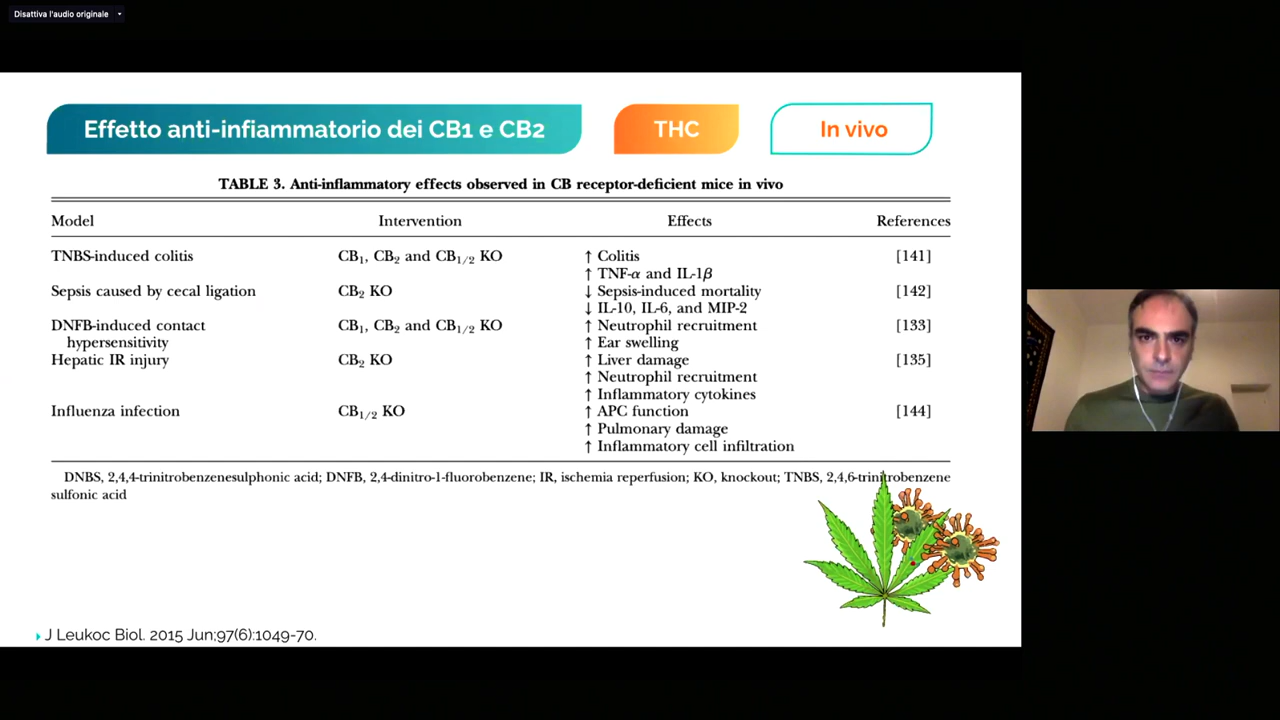 Disattiva l'audio originale
Effetto anti-infiammatorio dei CB1 e CB2
THC
In vivo
TABLE 3. Anti-inflammatory effects observed in CB receptor-deficient mice in vivo
Model Intervention Effects References
TNBS-induced colitis CB₁, CB₂ and CB₁/₂ KO ↑ Colitis [141]
↑ TNF-α and IL-1β
Sepsis caused by cecal ligation CB₂ KO ↓ Sepsis-induced mortality [142]
↓ IL-10, IL-6, and MIP-2
DNFB-induced contact CB₁, CB₂ and CB₁/₂ KO ↑ Neutrophil recruitment [133]
hypersensitivity ↑ Ear swelling
Hepatic IR injury CB₂ KO ↑ Liver damage [135]
↑ Neutrophil recruitment
↑ Inflammatory cytokines
Influenza infection CB₁/₂ KO ↑ APC function [144]
↑ Pulmonary damage
↑ Inflammatory cell infiltration
DNBS, 2,4,4-trinitrobenzenesulphonic acid; DNFB, 2,4-dinitro-1-fluorobenzene; IR, ischemia reperfusion; KO, knockout; TNBS, 2,4,6-trinitrobenzene
sulfonic acid
J Leukoc Biol. 2015 Jun;97(6):1049-70.